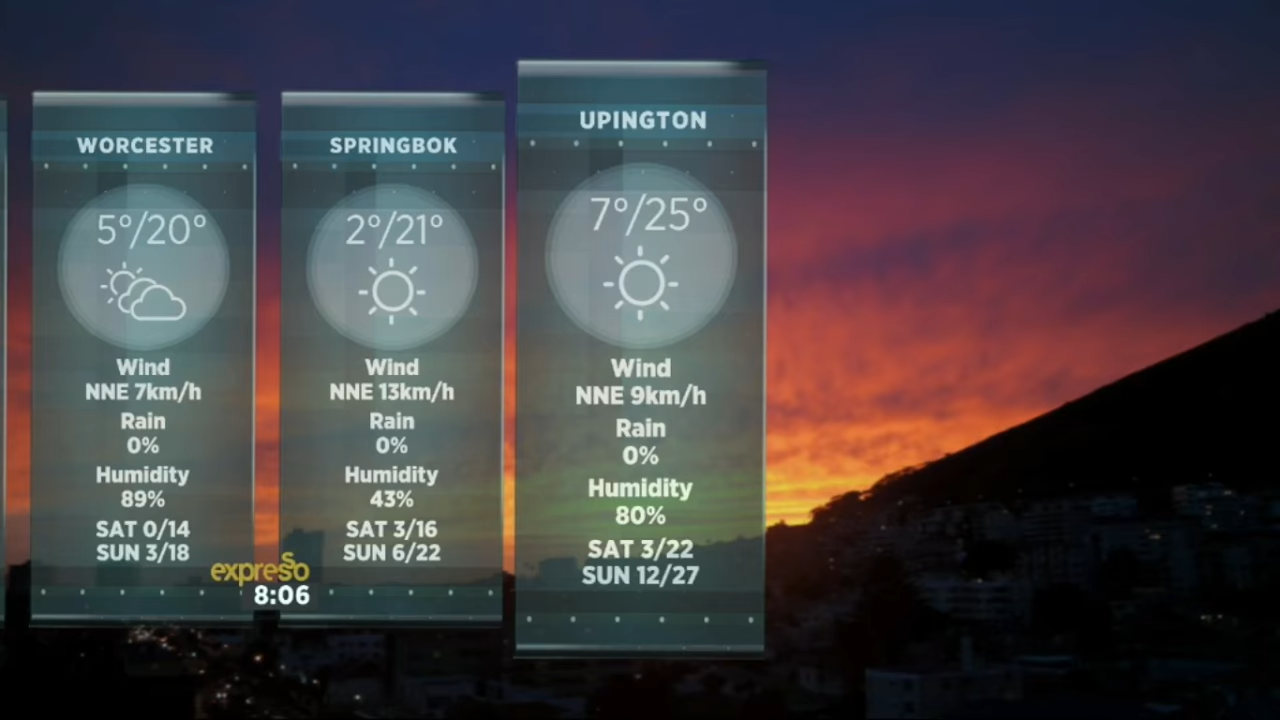 WORCESTER
5°/20°
Wind
NNE 7km/h
Rain
0%
Humidity
89%
SAT 0/14
SUN 3/18
SPRINGBOK
2°/21°
Wind
NNE 13km/h
Rain
0%
Humidity
43%
SAT 3/16
SUN 6/22
UPINGTON
7°/25°
Wind
NNE 9km/h
Rain
0%
Humidity
80%
SAT 3/22
SUN 12/27
expresso
8:06